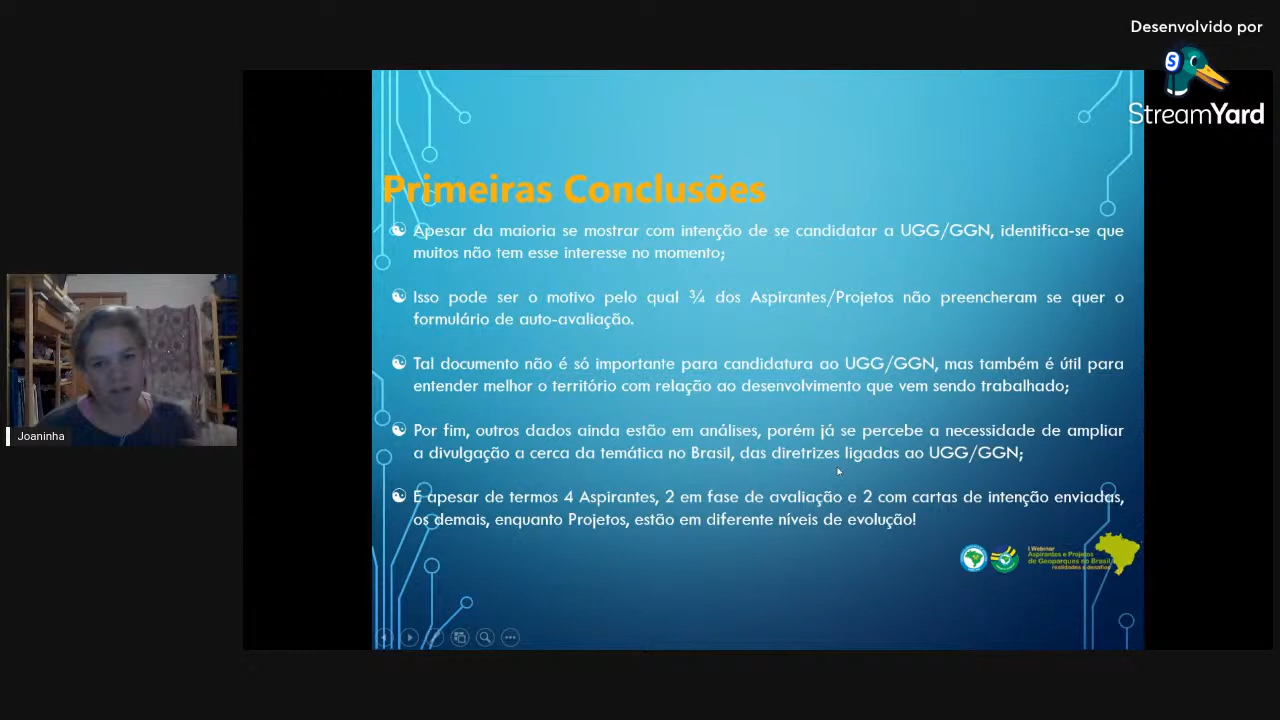 Desenvolvido por
StreamYard
Primeiras Conclusões
Apesar da maioria se mostrar com intenção de se candidatar a UGG/GGN, identifica-se que
muitos não tem esse interesse no momento;
Isso pode ser o motivo pelo qual ¾ dos Aspirantes/Projetos não preencheram se quer o
formulário de auto-avaliação.
Tal documento não é só importante para candidatura ao UGG/GGN, mas também é útil para
entender melhor o território com relação ao desenvolvimento que vem sendo trabalhado;
Por fim, outros dados ainda estão em análises, porém já se percebe a necessidade de ampliar
a divulgação a cerca da temática no Brasil, das diretrizes ligadas ao UGG/GGN;
E apesar de termos 4 Aspirantes, 2 em fase de avaliação e 2 com cartas de intenção enviadas,
os demais, enquanto Projetos, estão em diferente níveis de evolução!
I Webinar
Aspirantes e Projetos
de Geoparques no Brasil
realidades e desafios
Joaninha